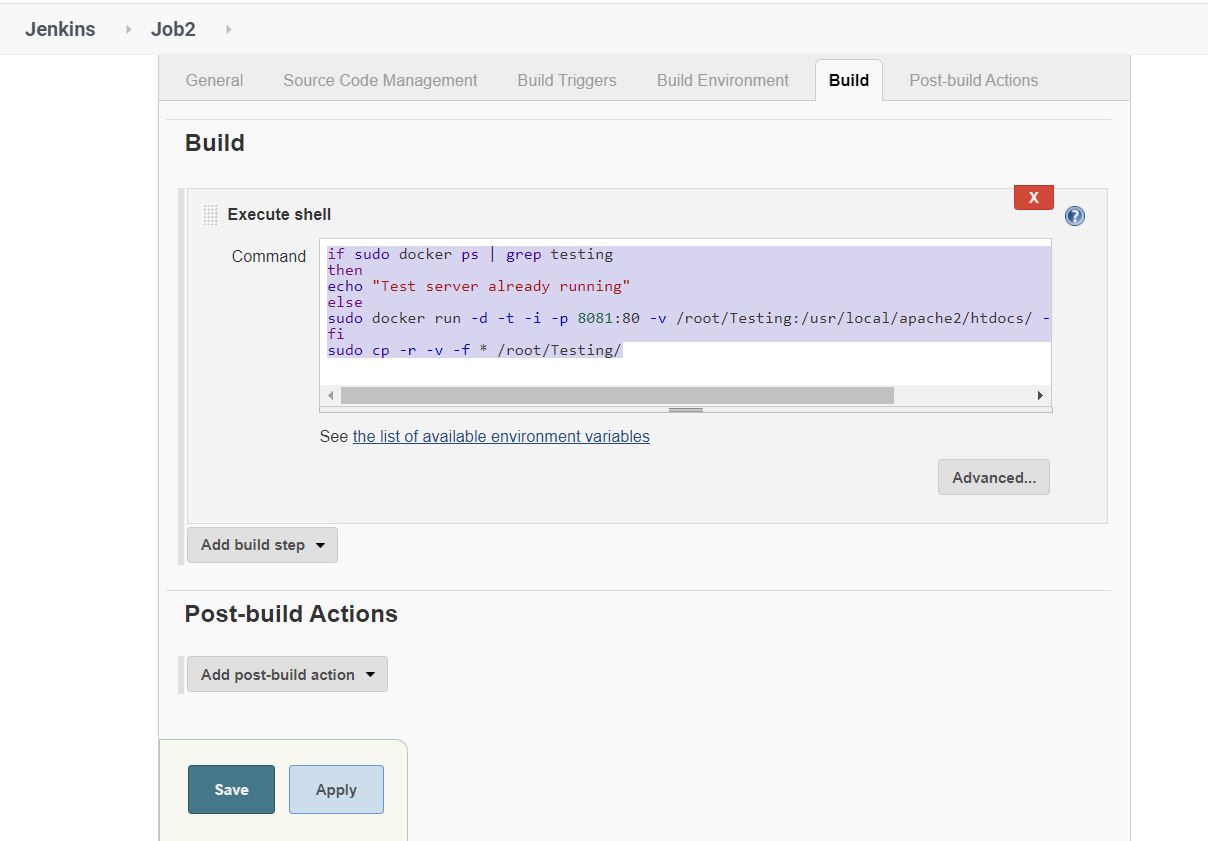 Jenkins Job2
General Source Code Management Build Triggers Build Environment Build Post-build Actions
Build
X
Execute shell
?
Command
if sudo docker ps | grep testing
then
echo "Test server already running"
else
sudo docker run -d -t -i -p 8081:80 -v /root/Testing:/usr/local/apache2/htdocs/ -
fi
sudo cp -r -v -f * /root/Testing/
See the list of available environment variables
Advanced...
Add build step
Post-build Actions
Add post-build action
Save Apply